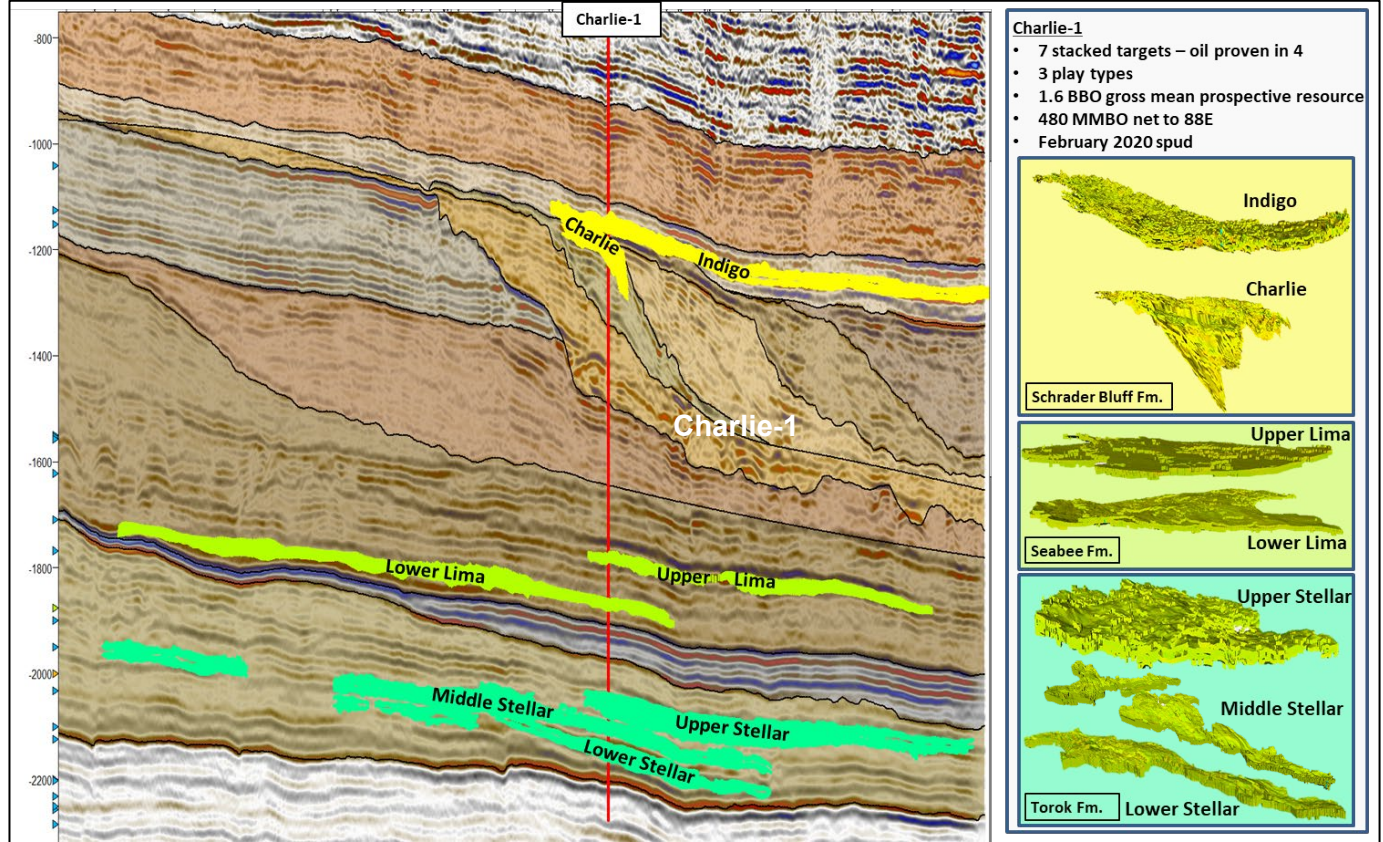 Charlie-1
-800
-1000
-1200
-1400
-1600
-1800
-2000
-2200
Charlie
Indigo
Charlie-1
Lower Lima
Upper Lima
Middle Stellar
Upper Stellar
Lower Stellar
Charlie-1
• 7 stacked targets – oil proven in 4
• 3 play types
• 1.6 BBO gross mean prospective resource
• 480 MMBO net to 88E
• February 2020 spud
Indigo
Charlie
Schrader Bluff Fm.
Upper Lima
Seabee Fm.
Lower Lima
Upper Stellar
Middle Stellar
Torok Fm.
Lower Stellar